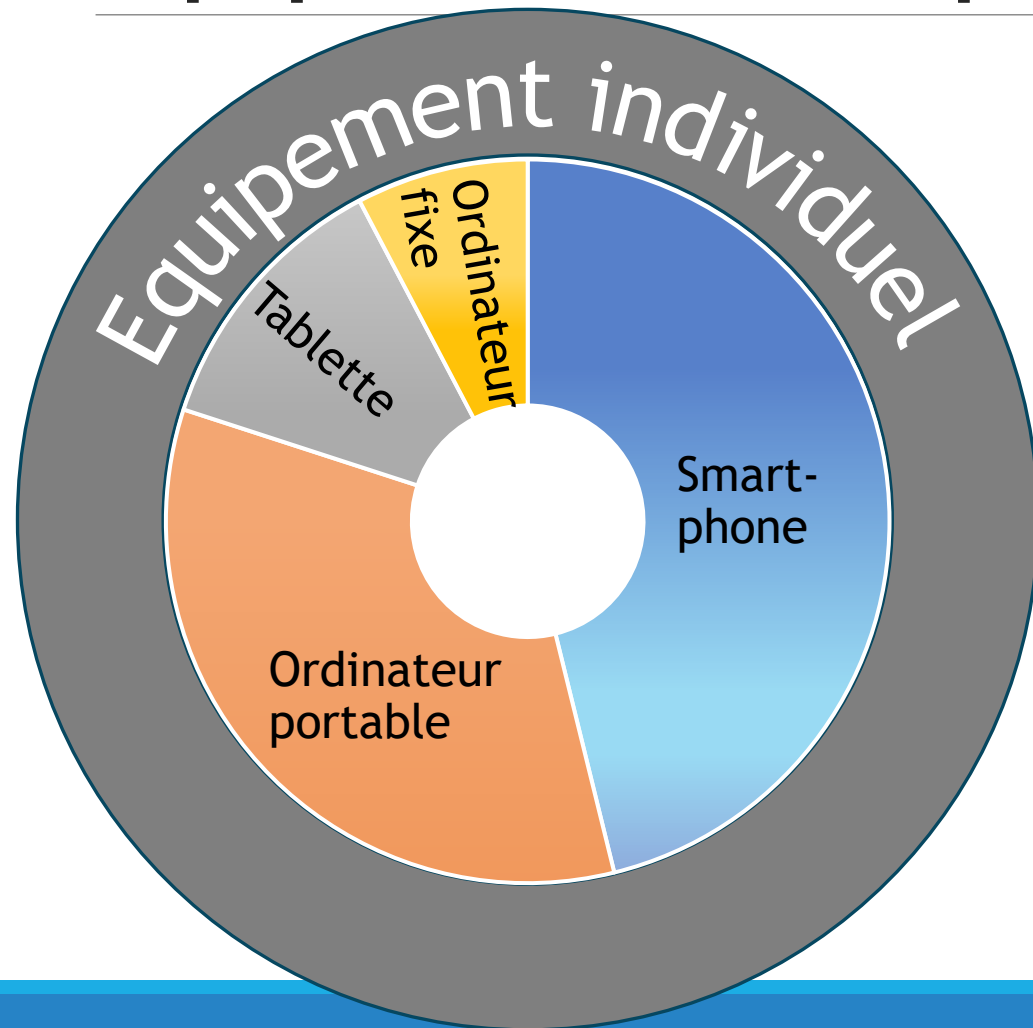 Equipement individuel
Ordinateur
fixe
Tablette
Smart-
phone
Ordinateur
portable